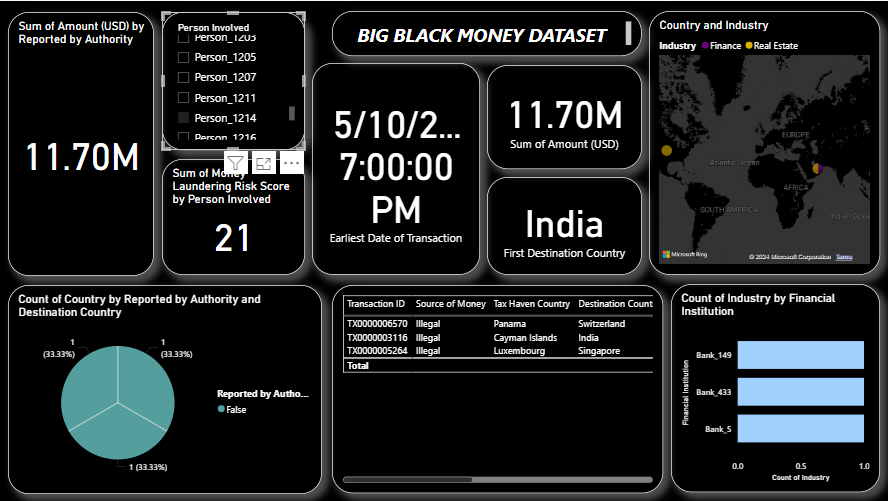 Sum of Amount (USD) by
Reported by Authority
11.70M
Person Involved
Person_1203
Person_1205
Person_1207
Person_1211
Person_1214
Person_1216
Sum of Money
Laundering Risk Score
by Person Involved
21
BIG BLACK MONEY DATASET
5/10/2...
7:00:00
PM
Earliest Date of Transaction
11.70M
Sum of Amount (USD)
India
First Destination Country
Country and Industry
Industry Finance Real Estate
EUROPE
Atlantic Ocean
AFRICA
SOUTH AMERICA
Indian Ocea
Microsoft Bing
© 2024 Microsoft Corporation Terms
Count of Country by Reported by Authority and
Destination Country
1
(33.33%)
1
(33.33%)
1 (33.33%)
Reported by Autho...
False
Transaction ID Source of Money Tax Haven Country Destination Count
TX0000006570 Illegal Panama Switzerland
TX0000003116 Illegal Cayman Islands India
TX0000005264 Illegal Luxembourg Singapore
Total
Count of Industry by Financial
Institution
Financial Institution
Bank_149
Bank_433
Bank_5
0.0 0.5 1.0
Count of Industry